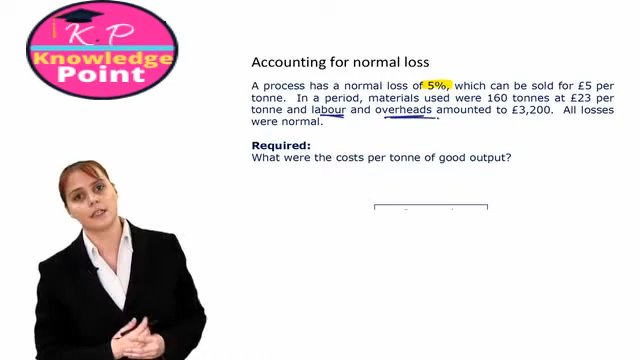 K.P
Knowledge
Point
Accounting for normal loss
A process has a normal loss of 5%, which can be sold for £5 per
tonne. In a period, materials used were 160 tonnes at £23 per
tonne and labour and overheads amounted to £3,200. All losses
were normal.
Required:
What were the costs per tonne of good output?